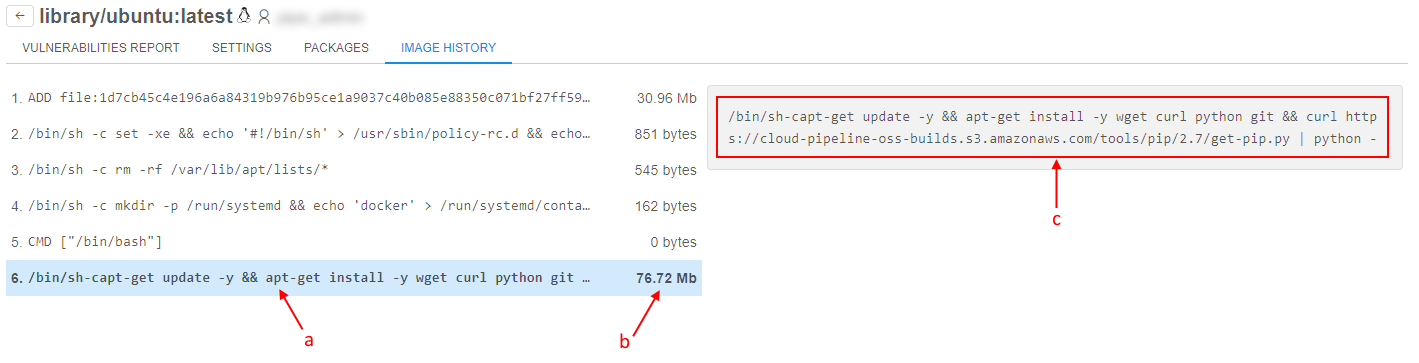 ← library/ubuntu:latest
VULNERABILITIES REPORT SETTINGS PACKAGES IMAGE HISTORY
1. ADD file:1d7cb45c4e196a6a84319b976b95ce1a9037c40b085e88350c071bf27ff59… 30.96 Mb
2. /bin/sh -c set -xe && echo '#!/bin/sh' > /usr/sbin/policy-rc.d && echo… 851 bytes
3. /bin/sh -c rm -rf /var/lib/apt/lists/* 545 bytes
4. /bin/sh -c mkdir -p /run/systemd && echo 'docker' > /run/systemd/conta… 162 bytes
5. CMD ["/bin/bash"] 0 bytes
6. /bin/sh-capt-get update -y && apt-get install -y wget curl python git … 76.72 Mb
/bin/sh-capt-get update -y && apt-get install -y wget curl python git && curl http
s://cloud-pipeline-oss-builds.s3.amazonaws.com/tools/pip/2.7/get-pip.py | python -
c
a
b